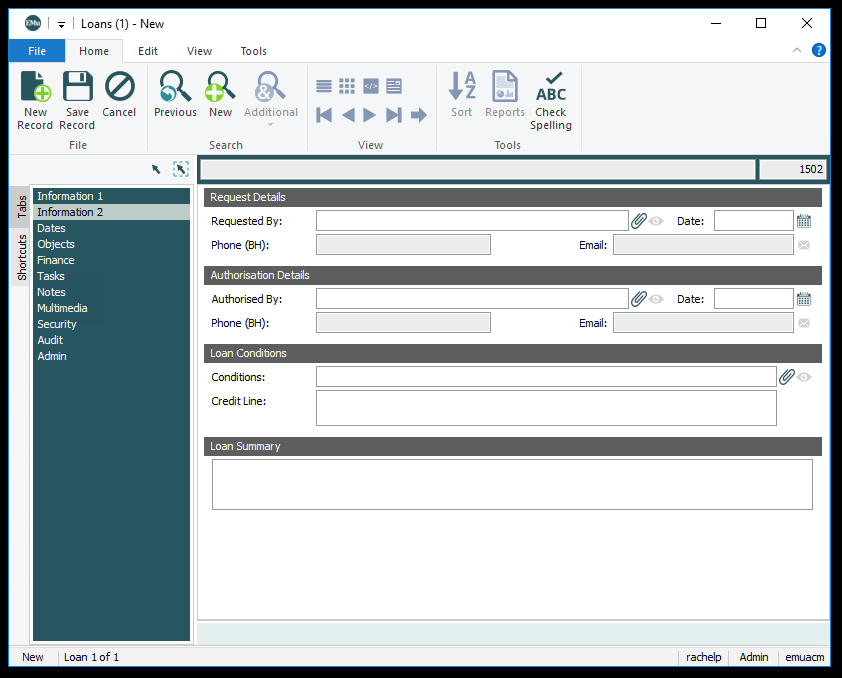 EMu Loans (1) - New
File Home Edit View Tools
?
New Record
Save Record
Cancel
Previous
New
&
Additional
</>
A Z
Sort
Reports
ABC
Check Spelling
File
Search
View
Tools
1502
Tabs
Shortcuts
Information 1
Information 2
Dates
Objects
Finance
Tasks
Notes
Multimedia
Security
Audit
Admin
Request Details
Requested By: Date:
Phone (BH): Email:
Authorisation Details
Authorised By: Date:
Phone (BH): Email:
Loan Conditions
Conditions:
Credit Line:
Loan Summary
New Loan 1 of 1 rachelp Admin emuacm